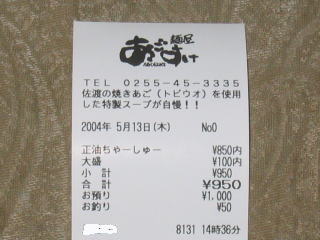 麺屋
あごすけ
TEL 0255-45-3335
佐渡の焼きあご(トビウオ)を使用
した特製スープが自慢!!
2004年 5月13日(木) No0
正油ちゃーしゅー ¥850円
大盛 ¥100円
小 計 ¥950
合 計 ¥950
お預り ¥1,000
お釣り ¥50
8131 14時36分